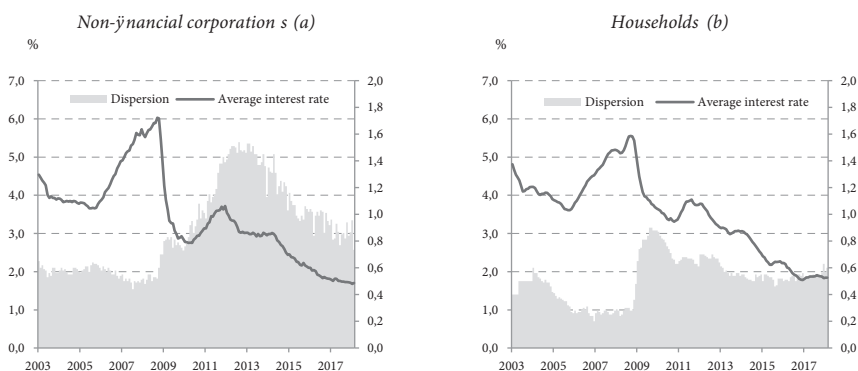 Non-ÿnancial corporation s (a)
Households (b)
%
%
7,0 2,0 7,0 2,0
Dispersion Average interest rate Dispersion Average interest rate
1,8 1,8
6,0 6,0
1,6 1,6
5,0 1,4 5,0 1,4
1,2 1,2
4,0 4,0
1,0 1,0
3,0 3,0
0,8 0,8
2,0 0,6 2,0 0,6
0,4 0,4
1,0 1,0
0,2 0,2
0,0 0,0 0,0 0,0
2003 2005 2007 2009 2011 2013 2015 2017 2003 2005 2007 2009 2011 2013 2015 2017